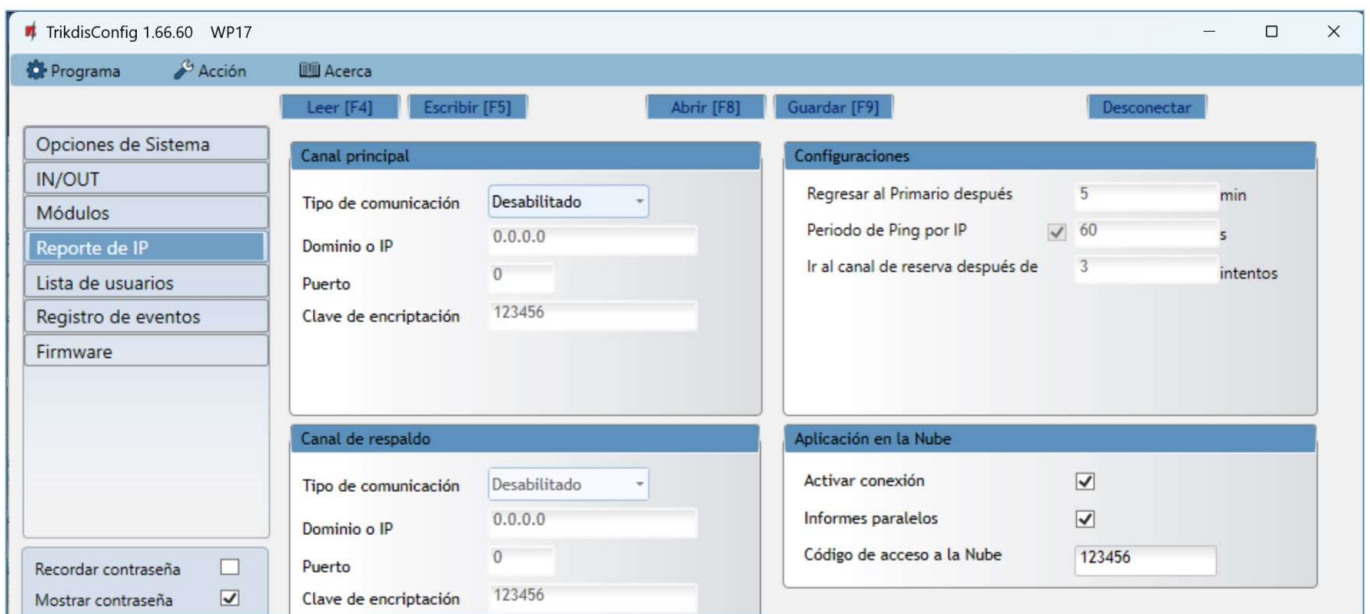 TrikdisConfig 1.66.60 WP17
Programa Acción Acerca
Leer [F4] Escribir [F5] Abrir [F8] Guardar [F9] Desconectar
Opciones de Sistema
IN/OUT
Módulos
Reporte de IP
Lista de usuarios
Registro de eventos
Firmware
Recordar contraseña
Mostrar contraseña
Canal principal
Tipo de comunicación Desabilitado
Dominio o IP 0.0.0.0
Puerto 0
Clave de encriptación 123456
Canal de respaldo
Tipo de comunicación Desabilitado
Dominio o IP 0.0.0.0
Puerto 0
Clave de encriptación 123456
Configuraciones
Regresar al Primario después 5 min
Periodo de Ping por IP 60 s
Ir al canal de reserva después de 3 intentos
Aplicación en la Nube
Activar conexión
Informes paralelos
Código de acceso a la Nube 123456